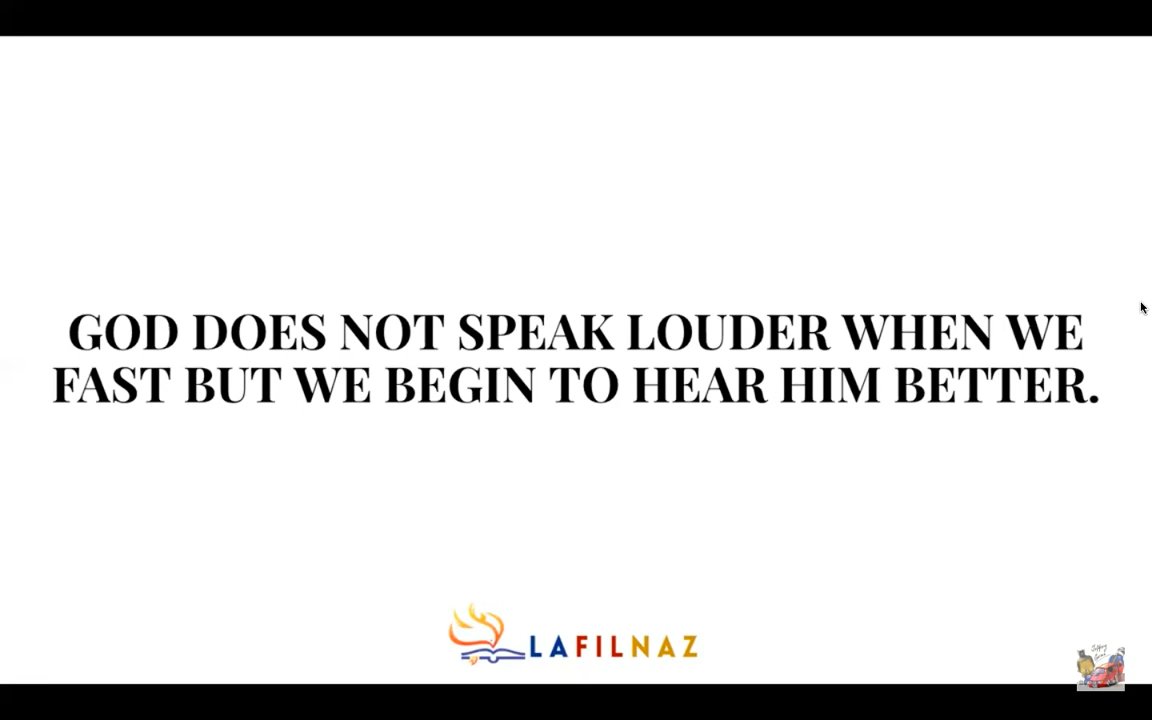 GOD DOES NOT SPEAK LOUDER WHEN WE
FAST BUT WE BEGIN TO HEAR HIM BETTER.
LAFILNAZ